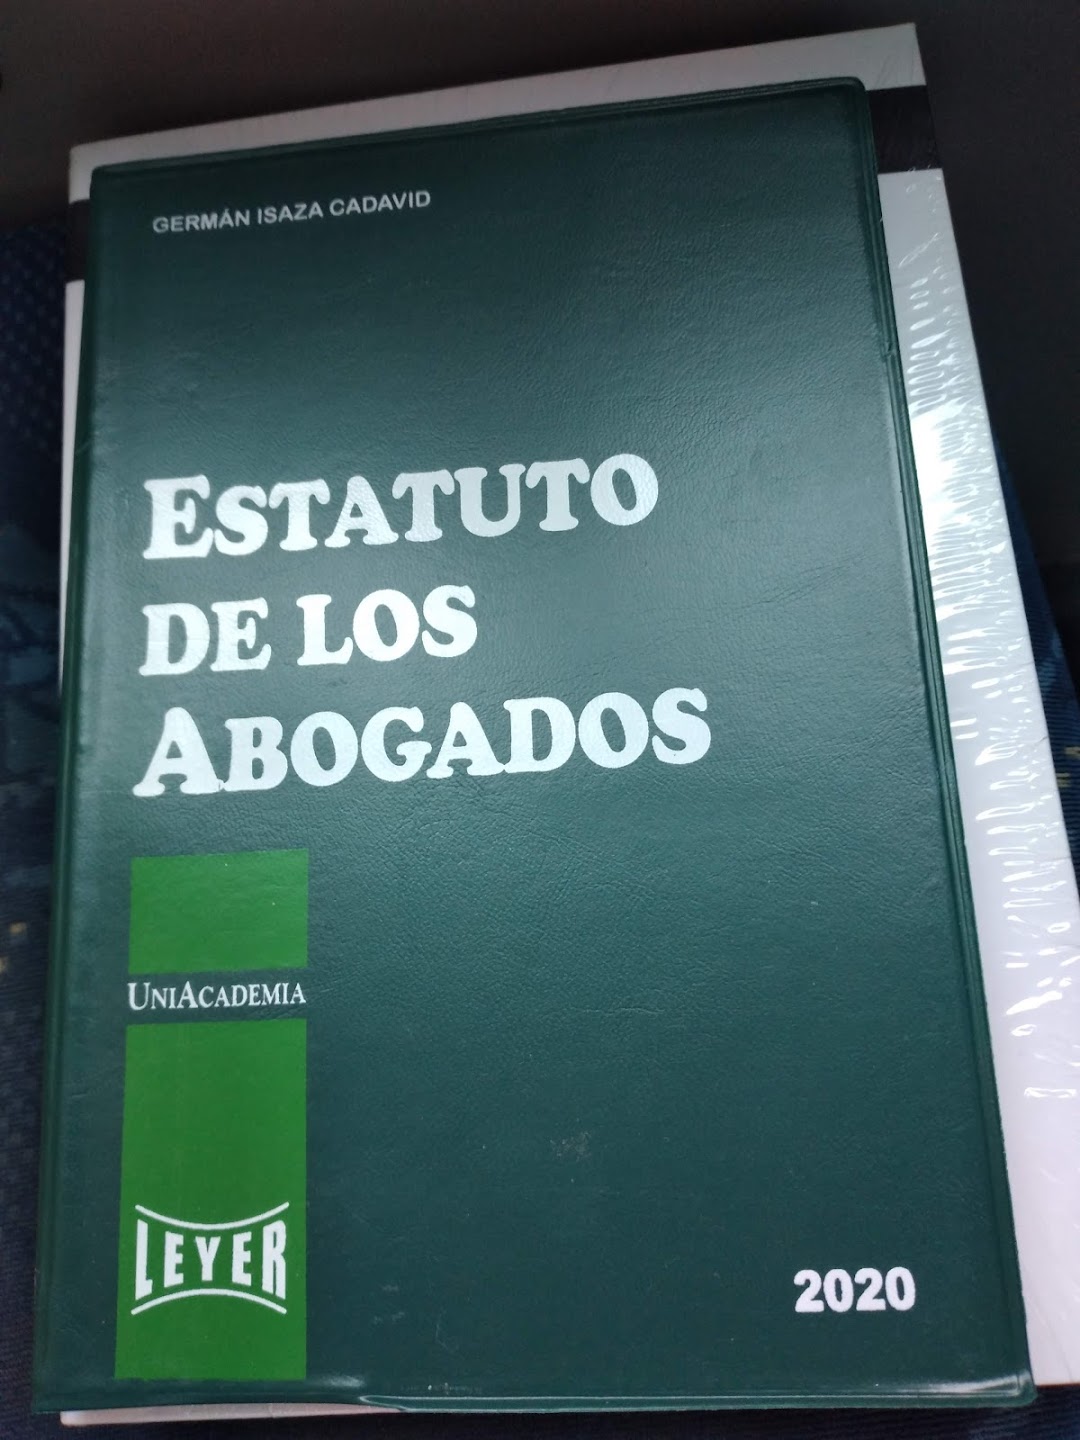 GERMÁN ISAZA CADAVID
ESTATUTO
DE LOS
ABOGADOS
UNIACADEMIA
LEYER
2020